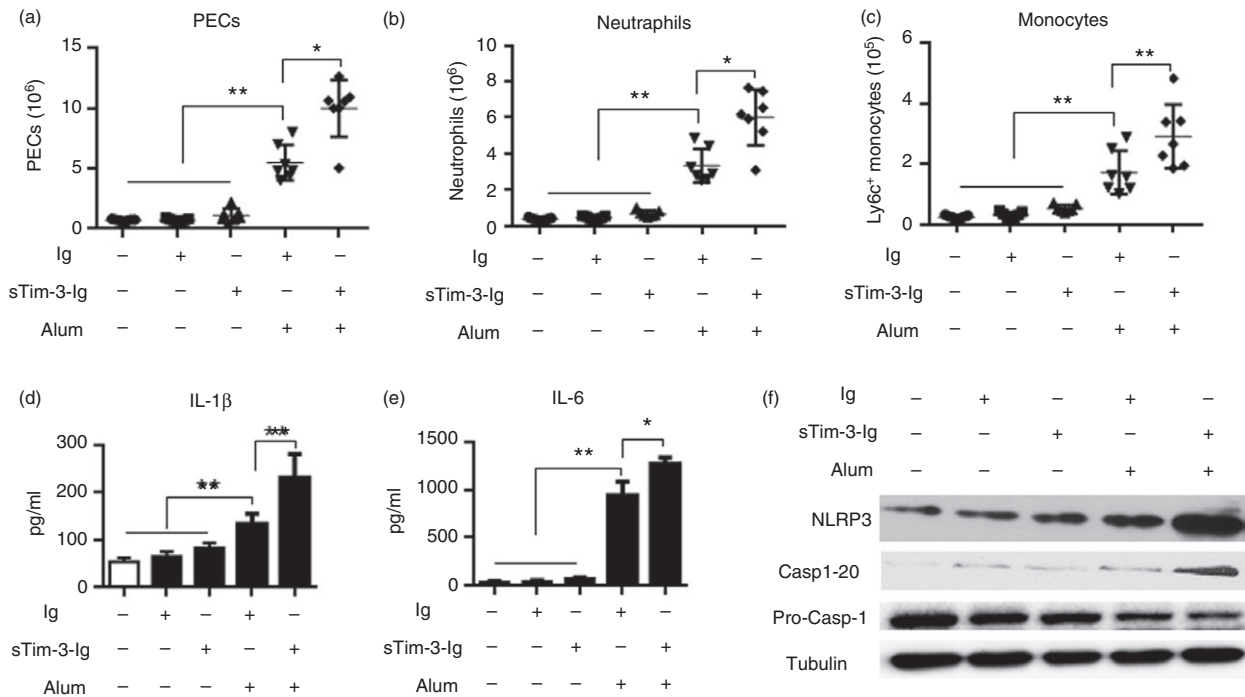 (a) PECs
15
10
5
0
PECs (10⁶)
* 
**
Ig – + – + –
sTim-3-Ig – – + – +
Alum – – – + +
(b) Neutraphils
10
8
6
4
2
0
Neutrophils (10⁶)
*
**
Ig – + – + –
sTim-3-Ig – – + – +
Alum – – – + +
(c) Monocytes
6
4
2
0
Ly6c⁺ monocytes (10⁵)
**
**
Ig – + – + –
sTim-3-Ig – – + – +
Alum – – – + +
(d) IL-1β
300
200
100
0
pg/ml
**
**
Ig – + – + –
sTim-3-Ig – – + – +
Alum – – – + +
(e) IL-6
1500
1000
500
0
pg/ml
*
**
Ig – + – + –
sTim-3-Ig – – + – +
Alum – – – + +
(f)
Ig – + – + –
sTim-3-Ig – – + – +
Alum – – – + +
NLRP3
Casp1-20
Pro-Casp-1
Tubulin